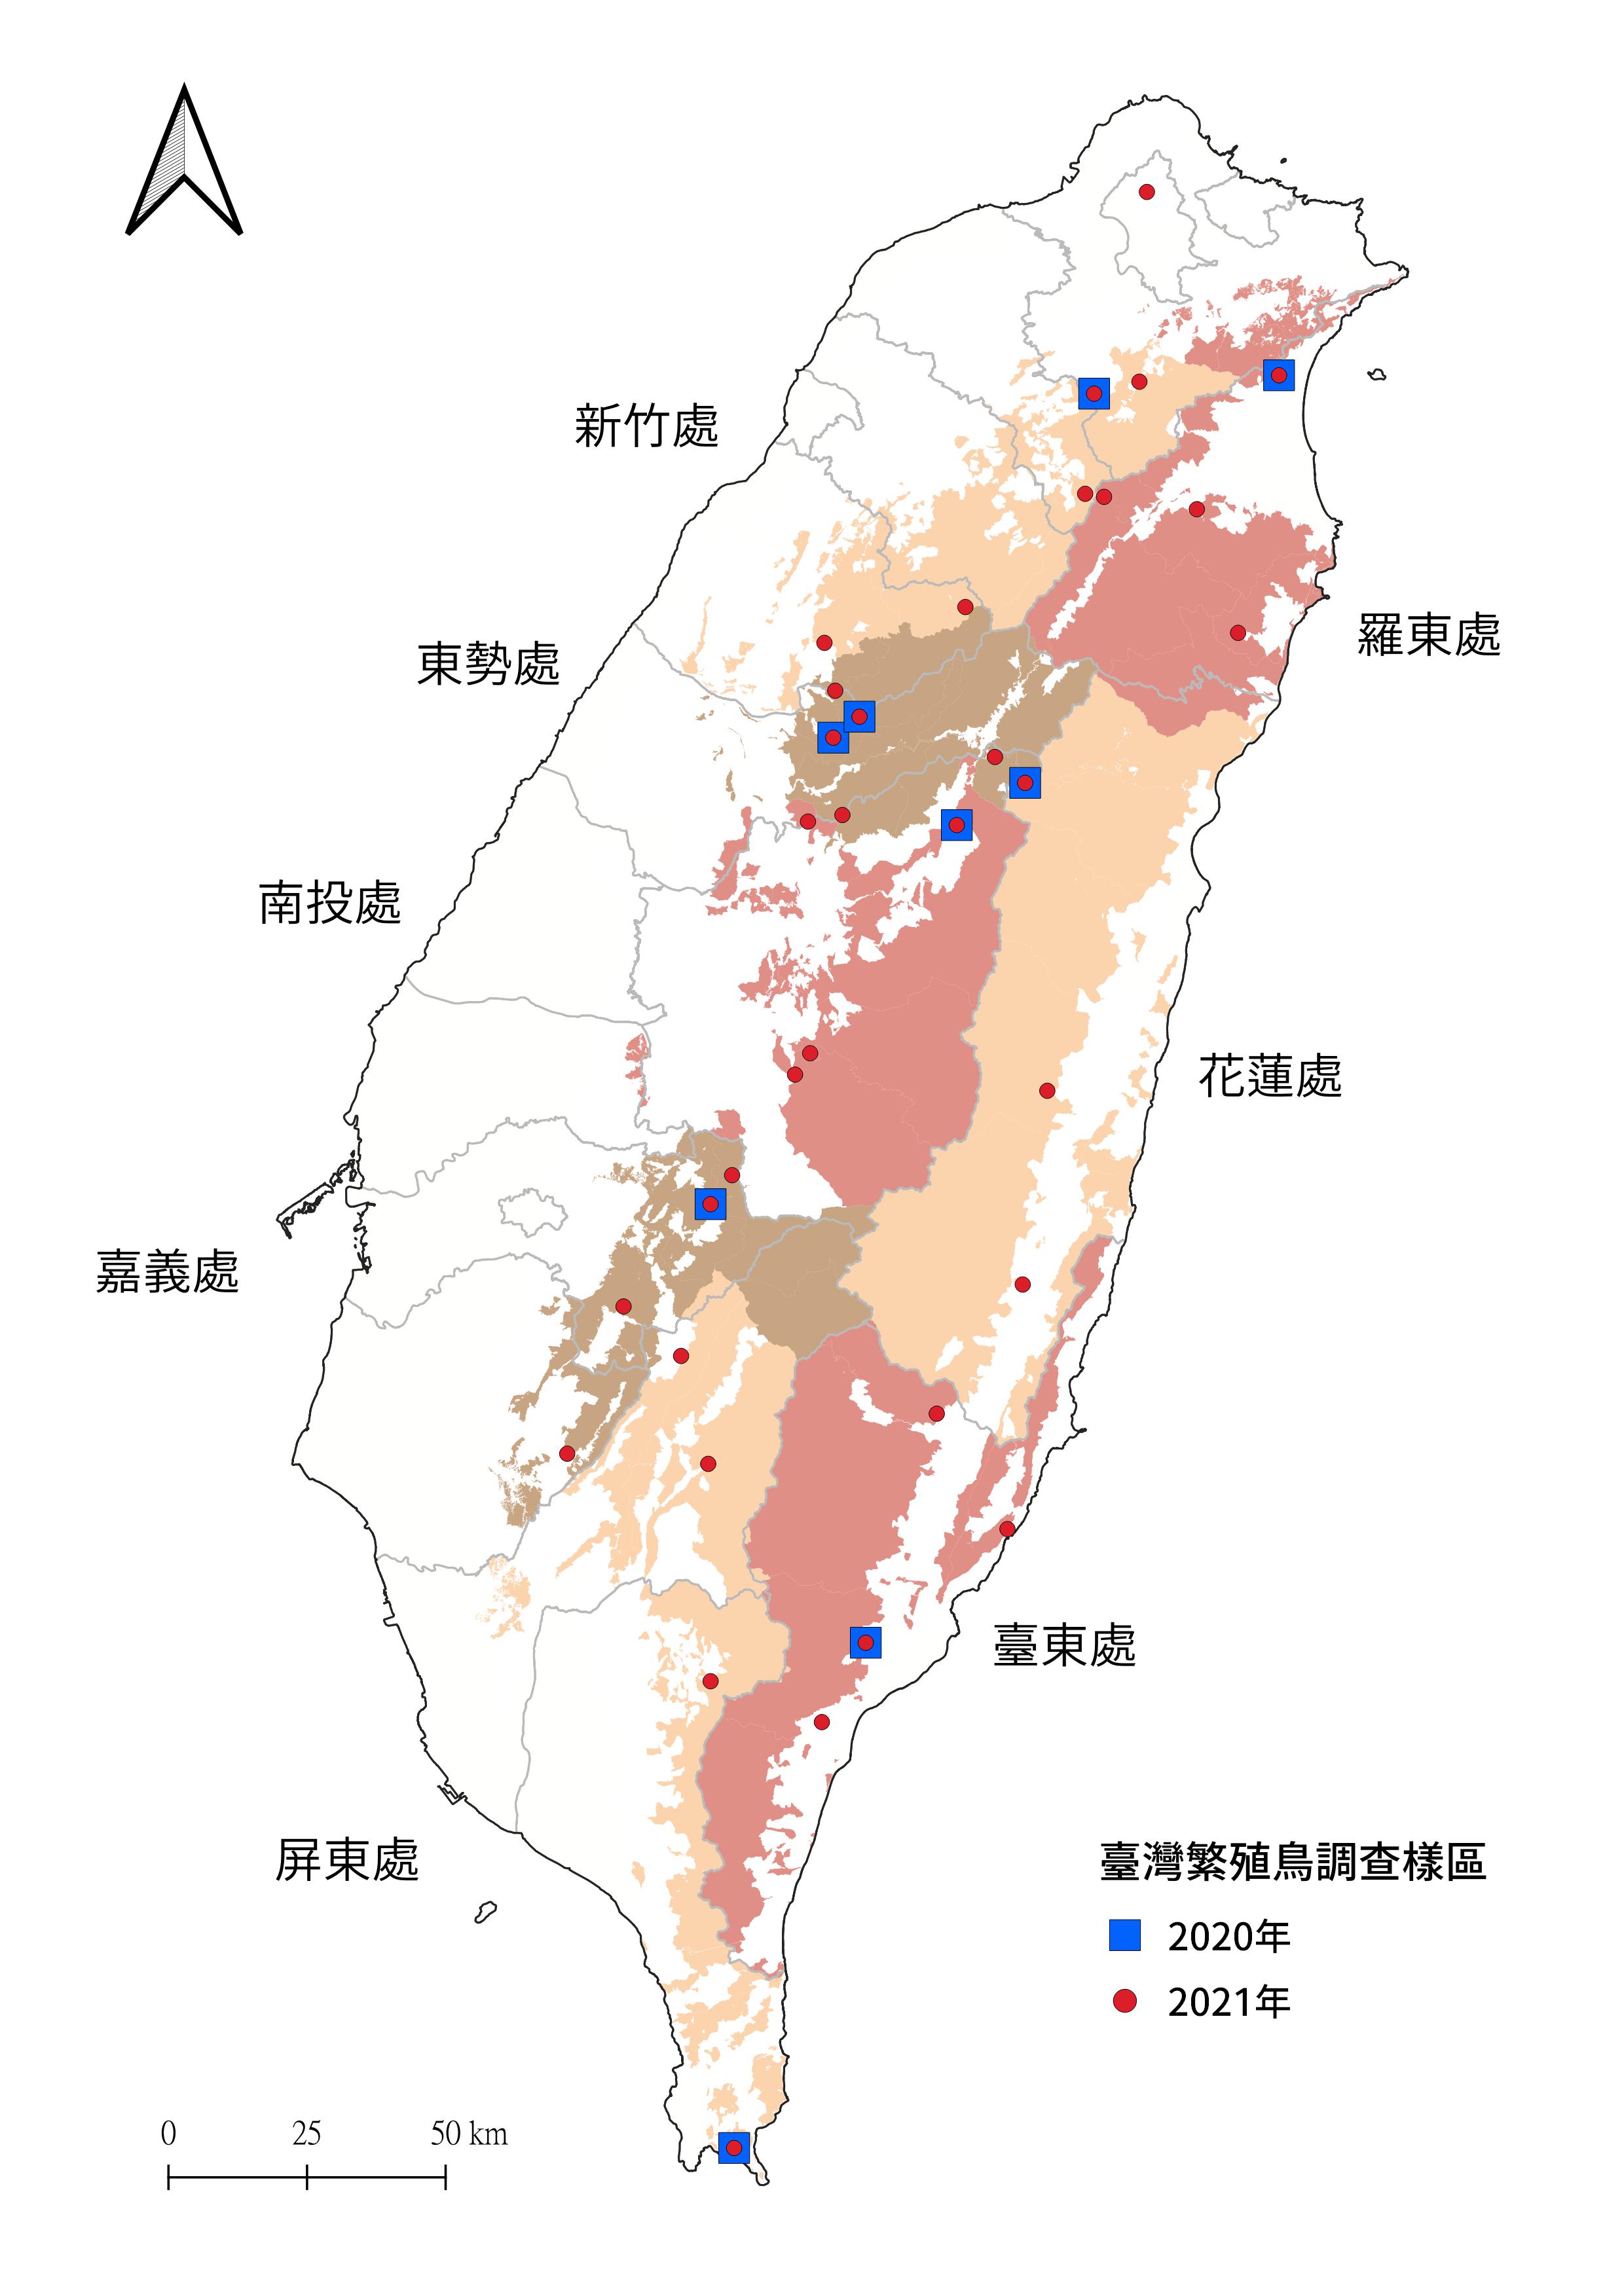 新竹處
東勢處
羅東處
南投處
花蓮處
嘉義處
臺東處
屏東處
臺灣繁殖鳥調查樣區
2020年
2021年
0 25 50 km